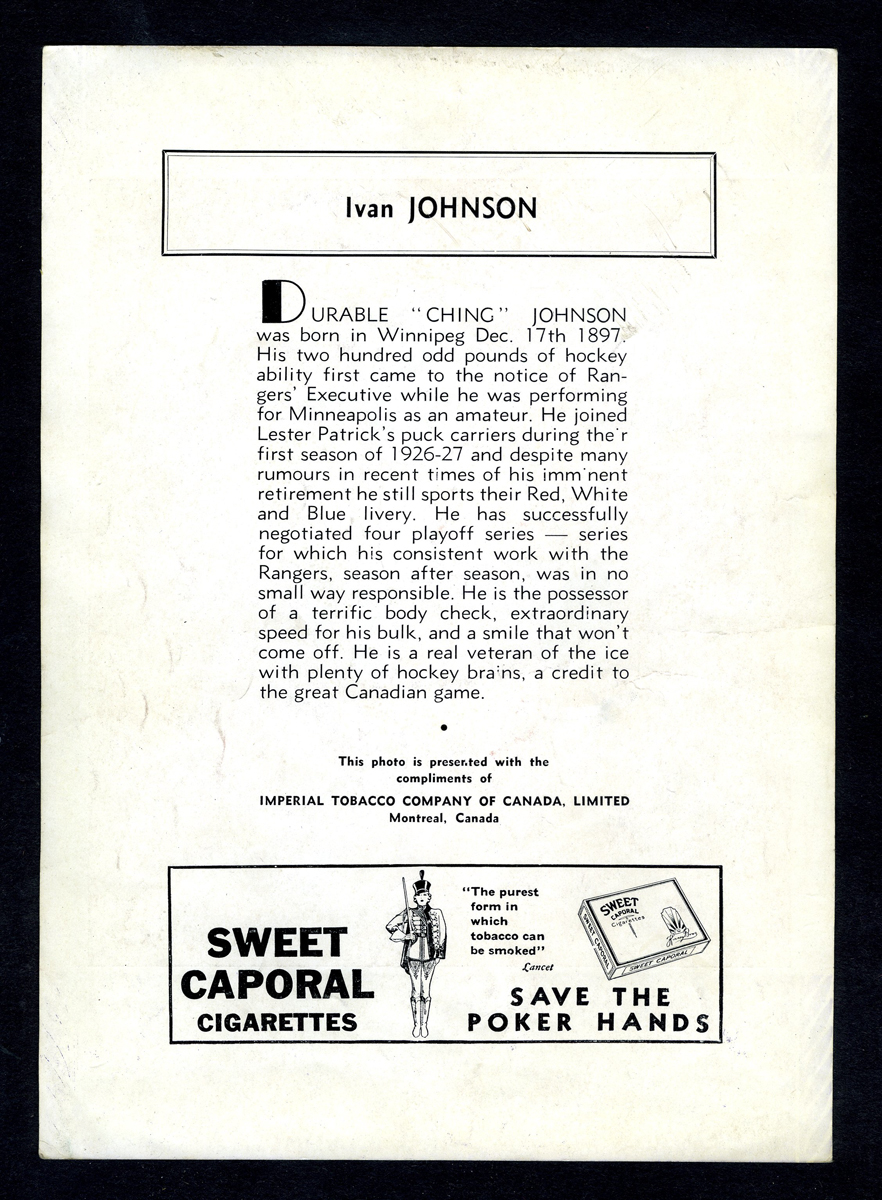 Ivan JOHNSON
DURABLE "CHING" JOHNSON
was born in Winnipeg Dec. 17th 1897.
His two hundred odd pounds of hockey
ability first came to the notice of Ran-
gers' Executive while he was performing
for Minneapolis as an amateur. He joined
Lester Patrick's puck carriers during the'r
first season of 1926-27 and despite many
rumours in recent times of his imm'nent
retirement he still sports their Red, White
and Blue livery. He has successfully
negotiated four playoff series — series
for which his consistent work with the
Rangers, season after season, was in no
small way responsible. He is the possessor
of a terrific body check, extraordinary
speed for his bulk, and a smile that won't
come off. He is a real veteran of the ice
with plenty of hockey brains, a credit to
the great Canadian game.
•
This photo is presented with the
compliments of
IMPERIAL TOBACCO COMPANY OF CANADA, LIMITED
Montreal, Canada
SWEET
CAPORAL
CIGARETTES
"The purest
form in
which
tobacco can
be smoked"
Lancet
SWEET
CAPORAL
Cigarettes
Kinney Bros
SWEET CAPORAL
SWEET CAPORAL
SAVE THE
POKER HANDS